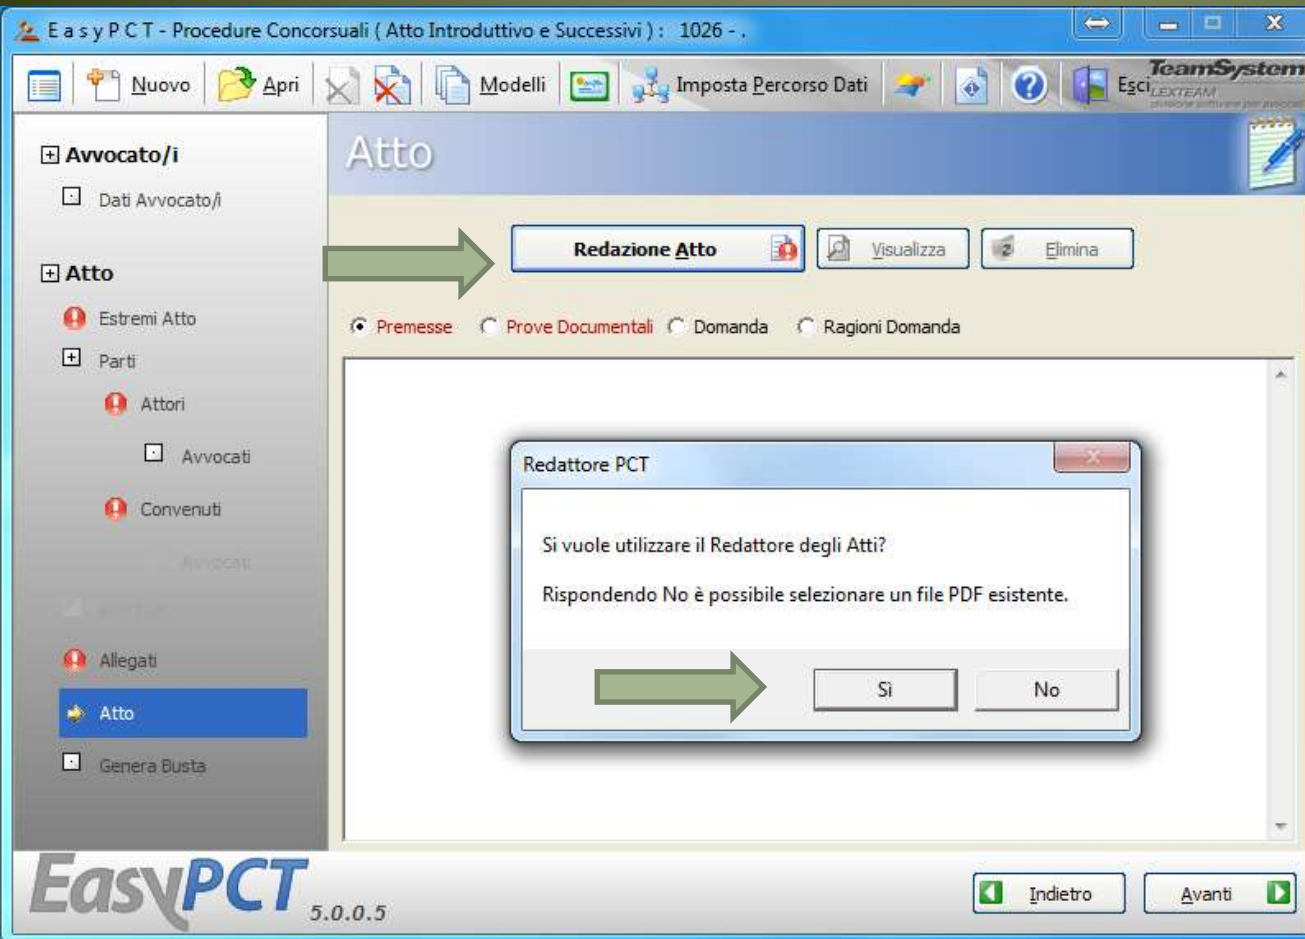 E a s y P C T - Procedure Concorsuali ( Atto Introduttivo e Successivi ) : 1026 - .
Nuovo Apri Modelli Imposta Percorso Dati Esci
TeamSystem
LEXTEAM
Avvocato/i
Dati Avvocato/i
Atto
Estremi Atto
Parti
Attori
Avvocati
Convenuti
Avvocati
Allegati
Atto
Genera Busta
Atto
Redazione Atto Visualizza Elimina
Premesse Prove Documentali Domanda Ragioni Domanda
Redattore PCT
Si vuole utilizzare il Redattore degli Atti?
Rispondendo No è possibile selezionare un file PDF esistente.
Sì No
EasyPCT 5.0.0.5
Indietro Avanti